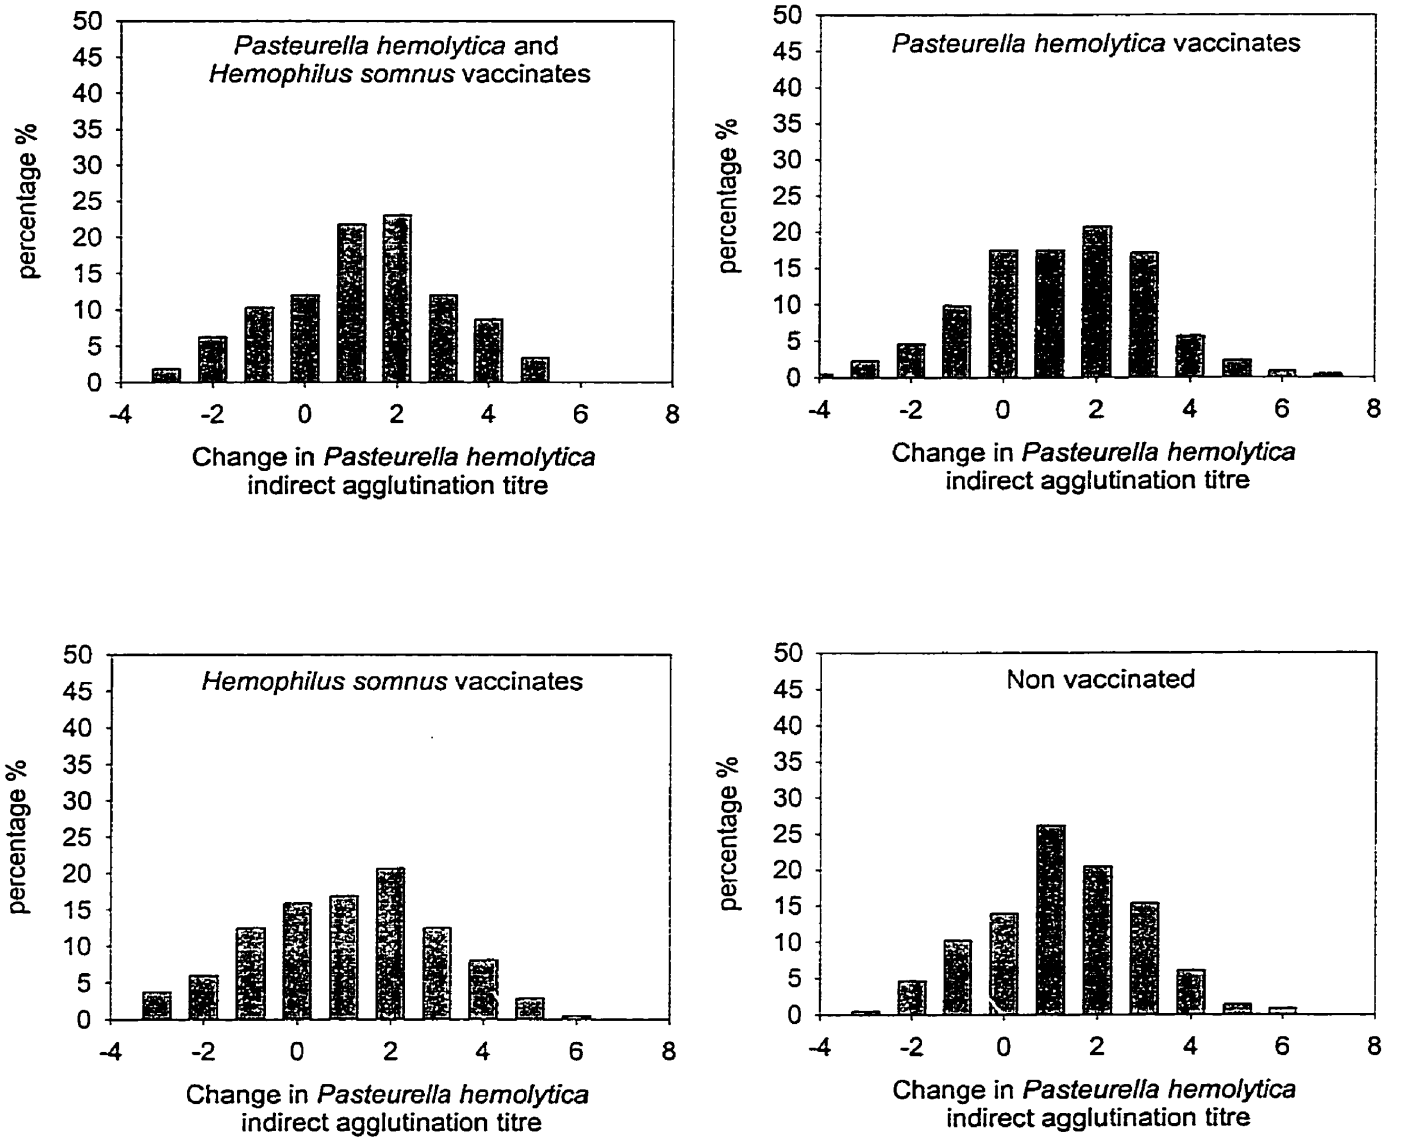 Pasteurella hemolytica and
Hemophilus somnus vaccinates
percentage %
50
45
40
35
30
25
20
15
10
5
0
-4 -2 0 2 4 6 8
Change in Pasteurella hemolytica
indirect agglutination titre
Pasteurella hemolytica vaccinates
percentage %
50
45
40
35
30
25
20
15
10
5
0
-4 -2 0 2 4 6 8
Change in Pasteurella hemolytica
indirect agglutination titre
Hemophilus somnus vaccinates
percentage %
50
45
40
35
30
25
20
15
10
5
0
-4 -2 0 2 4 6 8
Change in Pasteurella hemolytica
indirect agglutination titre
Non vaccinated
percentage %
50
45
40
35
30
25
20
15
10
5
0
-4 -2 0 2 4 6 8
Change in Pasteurella hemolytica
indirect agglutination titre